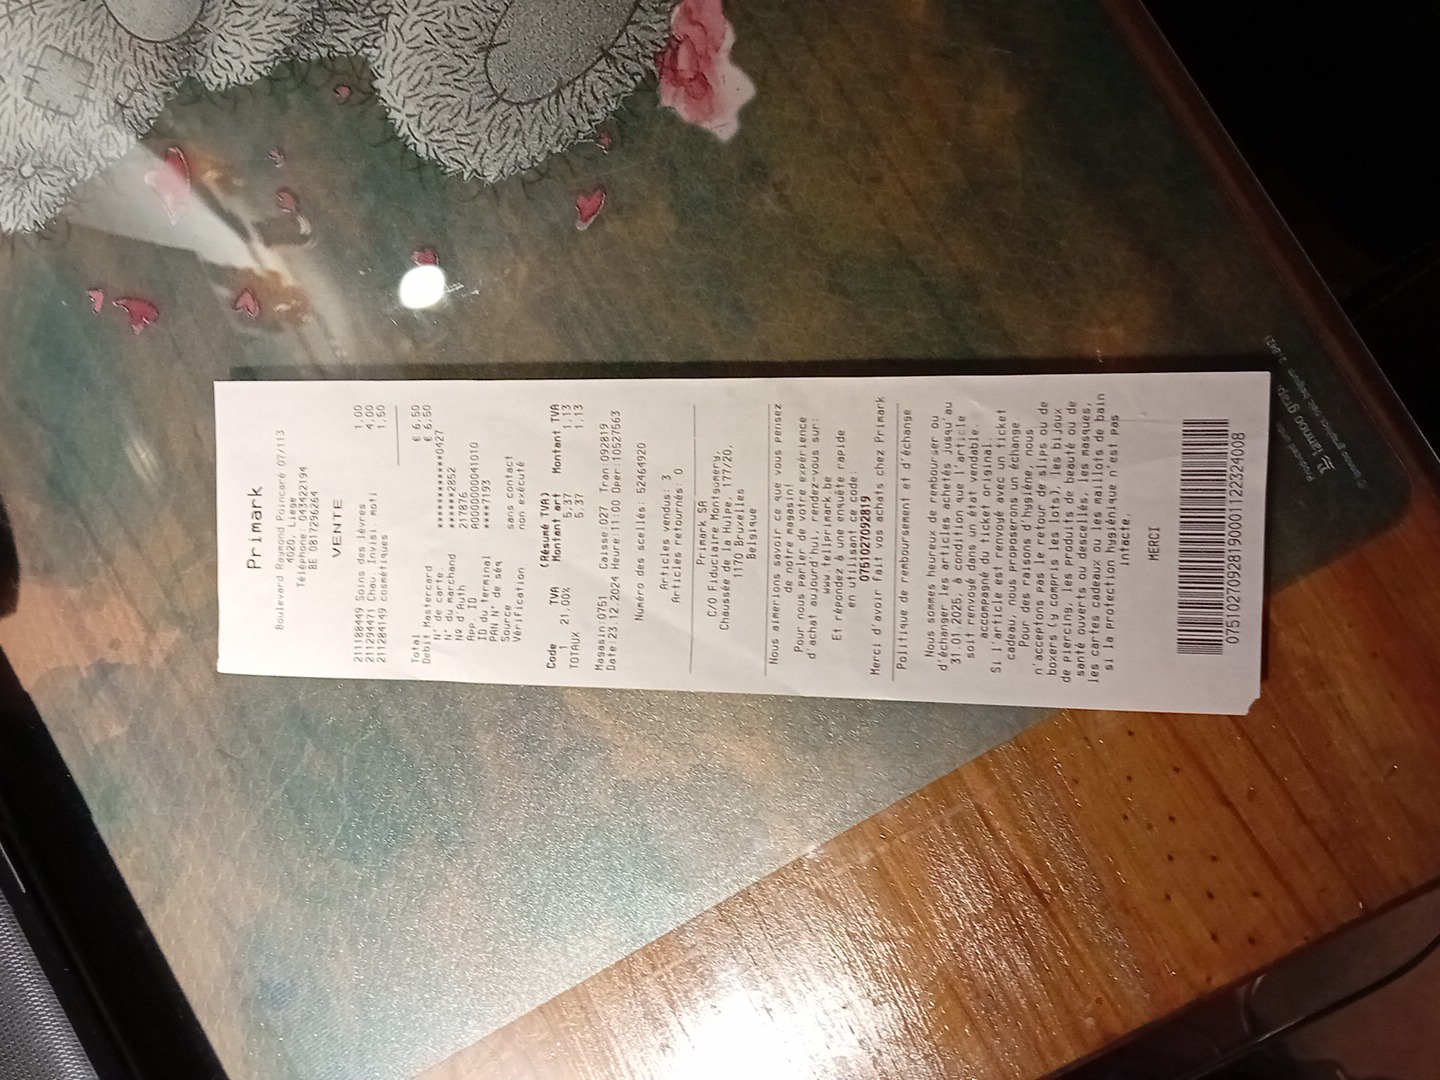 Primark
Boulevard Raymond Poincaré 07/113
4020, Liege
Téléphone: 043422194
BE 0817296264
VENTE
211188449 Soins des lèvres 1,00
211294471 Chau. Invisi. moti 4,00
211284149 cosmétiques 1,50
Total € 6,50
Debit Mastercard € 6,50
N° de carte. ************0427
N° du marchand ******2852
Nº Auth 217876
App. ID A0000000041010
ID du terminal ****7193
PAN N° de séq
Source sans contact
Vérification non exécuté
(Résumé TVA)
Code TVA Montant art Montant TVA
1 21,00% 5,37 1,13
TOTAUX 5,37 1,13
Magasin:0751 Caisse:027 Tran:092819
Date:23.12.2024 Heure:11:00 Oper:10527563
Numéro des scellés: 52464920
Articles vendus: 3
Articles retournés: 0
Primark SA
C/O Fiduciaire Montgomery,
Chaussée de la Hulpe, 177/20,
1170 Bruxelles
Belgique
Nous aimerions savoir ce que vous pensez
de notre magasin!
Pour nous parler de votre expérience
d'achat aujourd'hui, rendez-vous sur:
www.tellprimark.be
Et répondez à une enquête rapide
en utilisant ce code:
0751027092819
Merci d'avoir fait vos achats chez Primark
Politique de remboursement et d'échange
Nous sommes heureux de rembourser ou
d'échanger les articles achetés jusqu'au
31.01.2025, à condition que l'article
soit renvoyé dans un état vendable,
accompagné du ticket original.
Si l'article est renvoyé avec un ticket
cadeau, nous proposerons un échange.
Pour des raisons d'hygiène, nous
n'acceptons pas le retour de slips ou de
boxers (y compris les lots), les bijoux
de piercing, les produits de beauté ou de
santé ouverts ou descellés, les masques,
les cartes cadeaux ou les maillots de bain
si la protection hygiénique n'est pas
intacte.
MERCI
07510270928190001122324008
lannoo grap